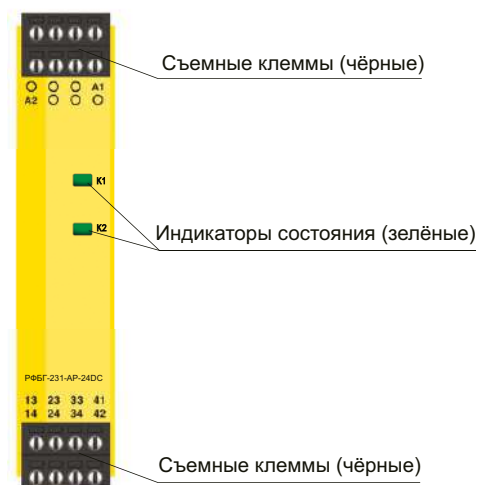 Съемные клеммы (чёрные)
A1
A2
K1
K2
Индикаторы состояния (зелёные)
РФБГ-231-АР-24DC
13 23 33 41
14 24 34 42
Съемные клеммы (чёрные)